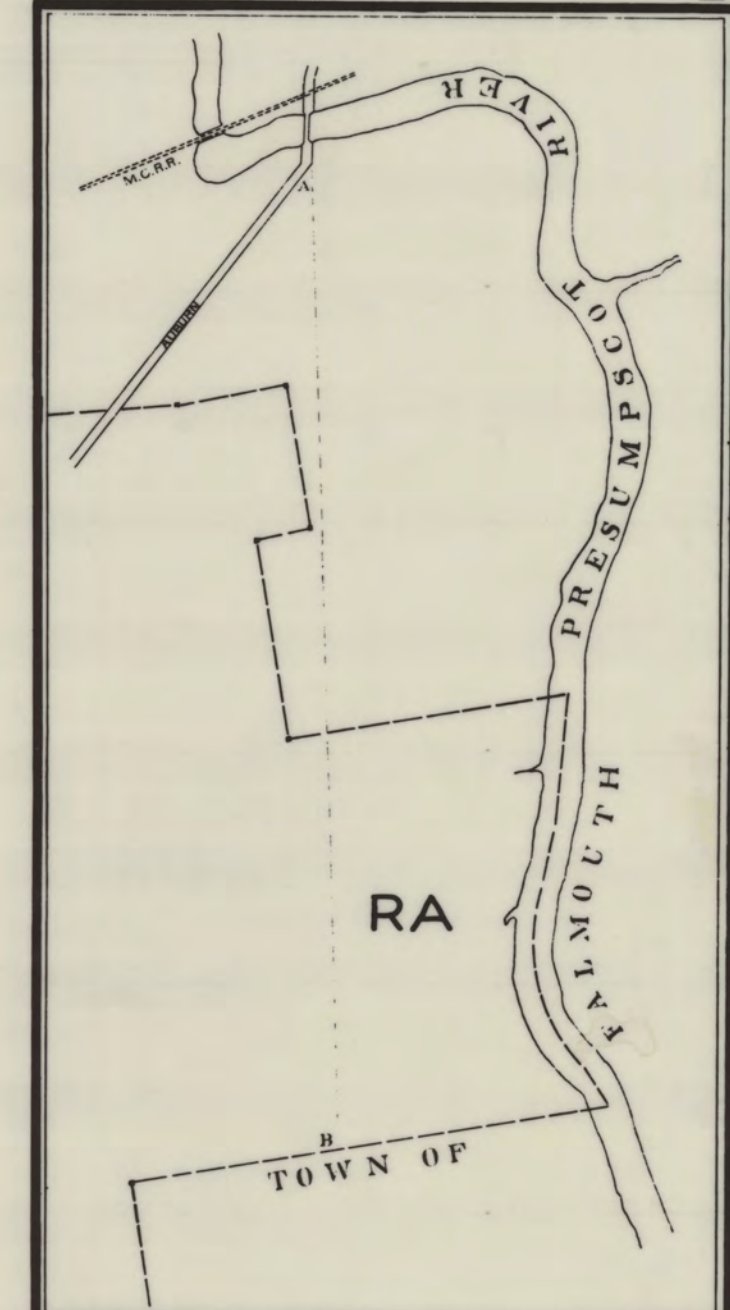 RIVER
M.C.R.R.
A
AUBURN
PRESUMPSCOT
FALMOUTH
RA
B
TOWN OF